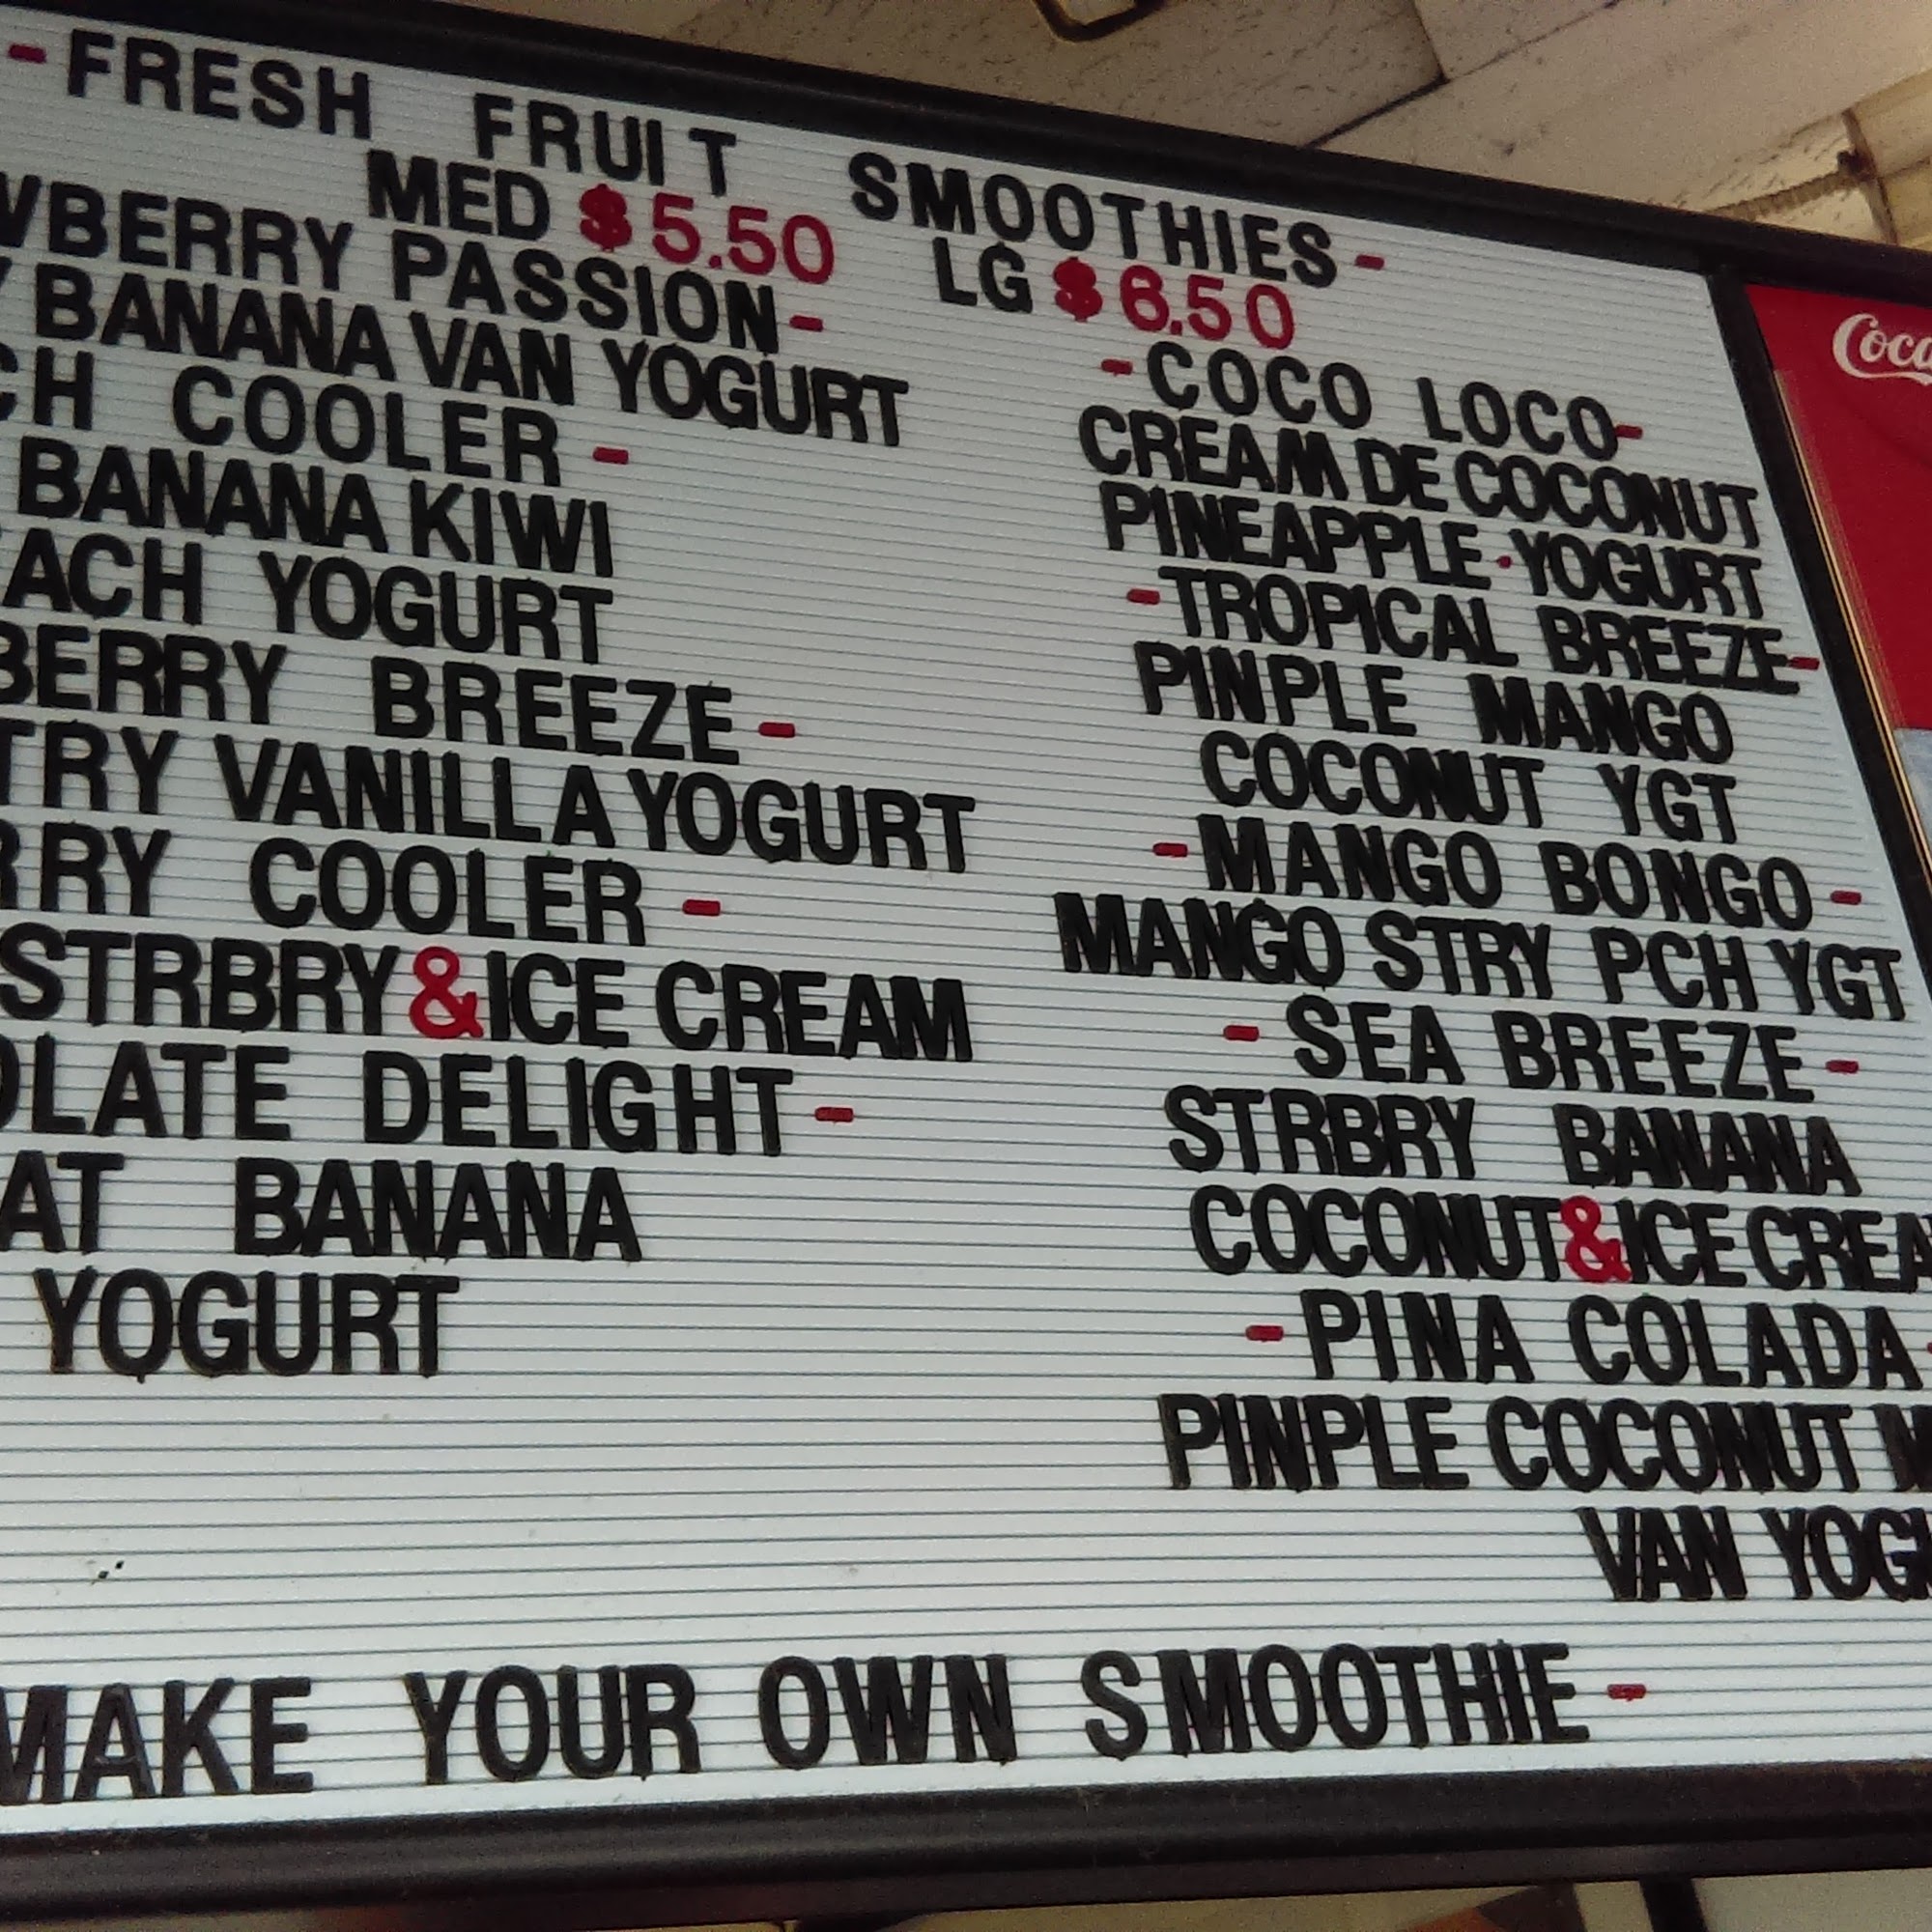 -FRESH FRUIT SMOOTHIES-
MED $5.50 LG $6.50
WBERRY PASSION-
Y BANANA VAN YOGURT
CH COOLER-
BANANA KIWI
ACH YOGURT
BERRY BREEZE-
TRY VANILLA YOGURT
RRY COOLER-
STRBRY&ICE CREAM
OLATE DELIGHT-
AT BANANA
YOGURT
-COCO LOCO-
CREAM DE COCONUT
PINEAPPLE-YOGURT
-TROPICAL BREEZE-
PINPLE MANGO
COCONUT YGT
-MANGO BONGO-
MANGO STRY PCH YGT
-SEA BREEZE-
STRBRY BANANA
COCONUT&ICE CREA
-PINA COLADA-
PINPLE COCONUT
VAN YOGU
MAKE YOUR OWN SMOOTHIE-
Coca